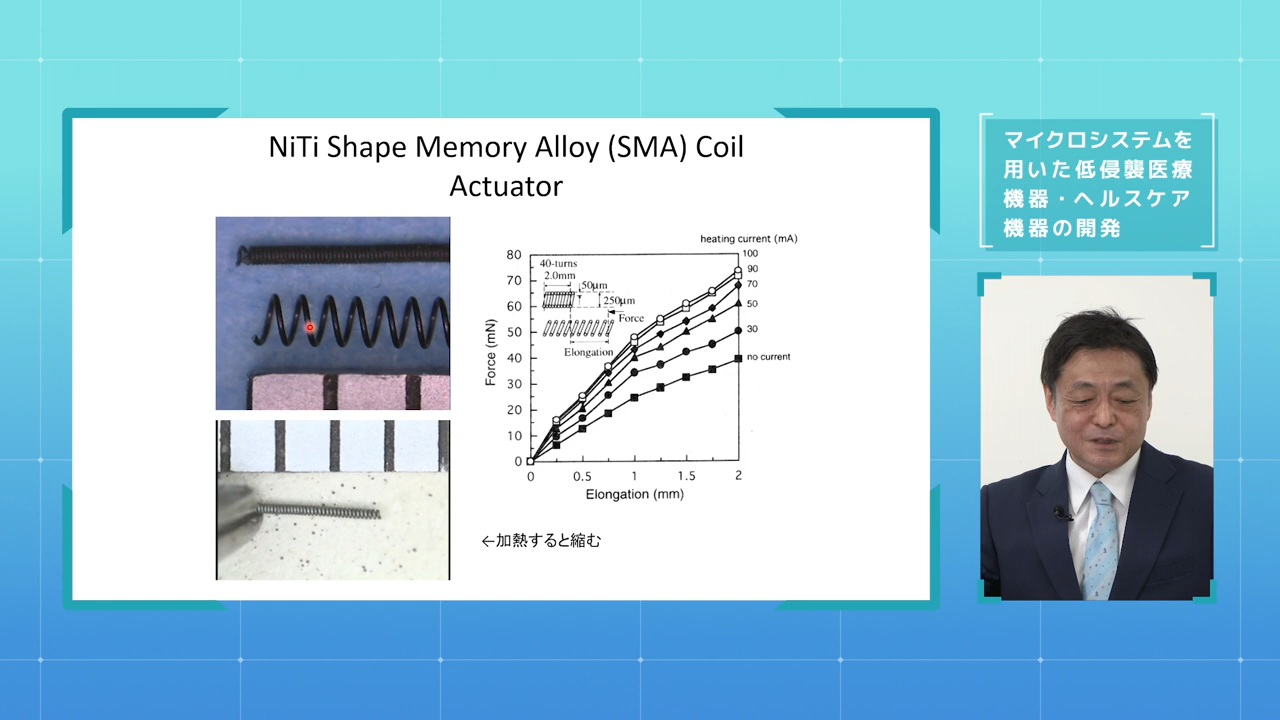 NiTi Shape Memory Alloy (SMA) Coil
Actuator
heating current (mA)
100
90
70
50
30
no current
40-turns
2.0mm
50μm
250μm
Force
Elongation
Force (mN)
80
70
60
50
40
30
20
10
0
0 0.5 1 1.5 2
Elongation (mm)
←加熱すると縮む
マイクロシステムを
用いた低侵襲医療
機器・ヘルスケア
機器の開発